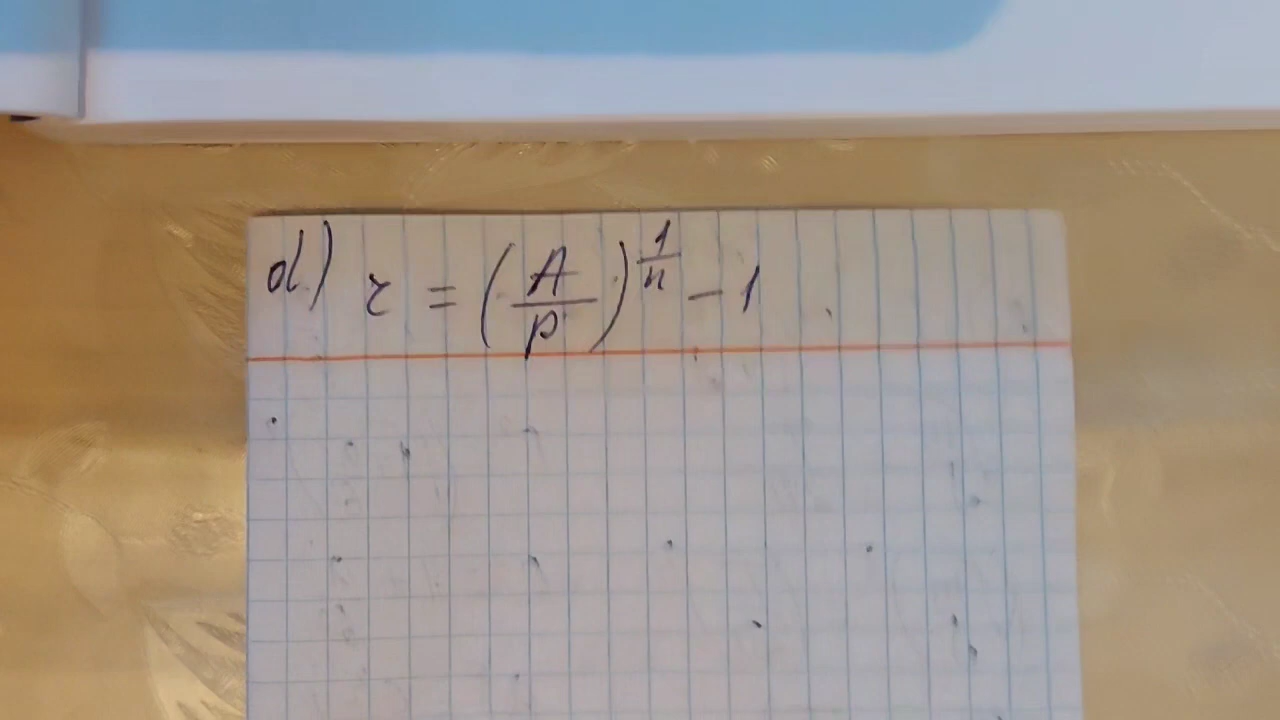 d) r = (A/p)^(1/n) - 1